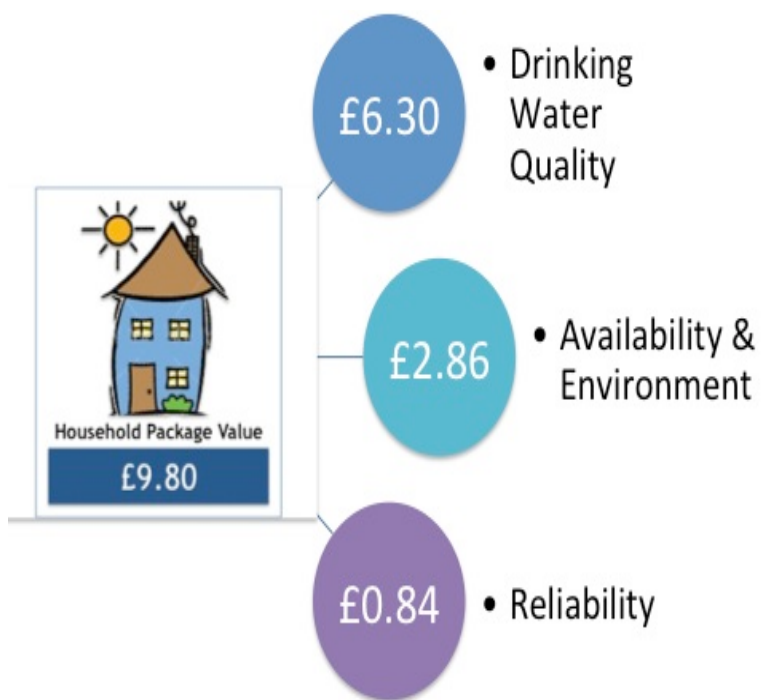 £6.30
• Drinking
Water
Quality
Household Package Value
£9.80
£2.86
• Availability &
Environment
£0.84
• Reliability